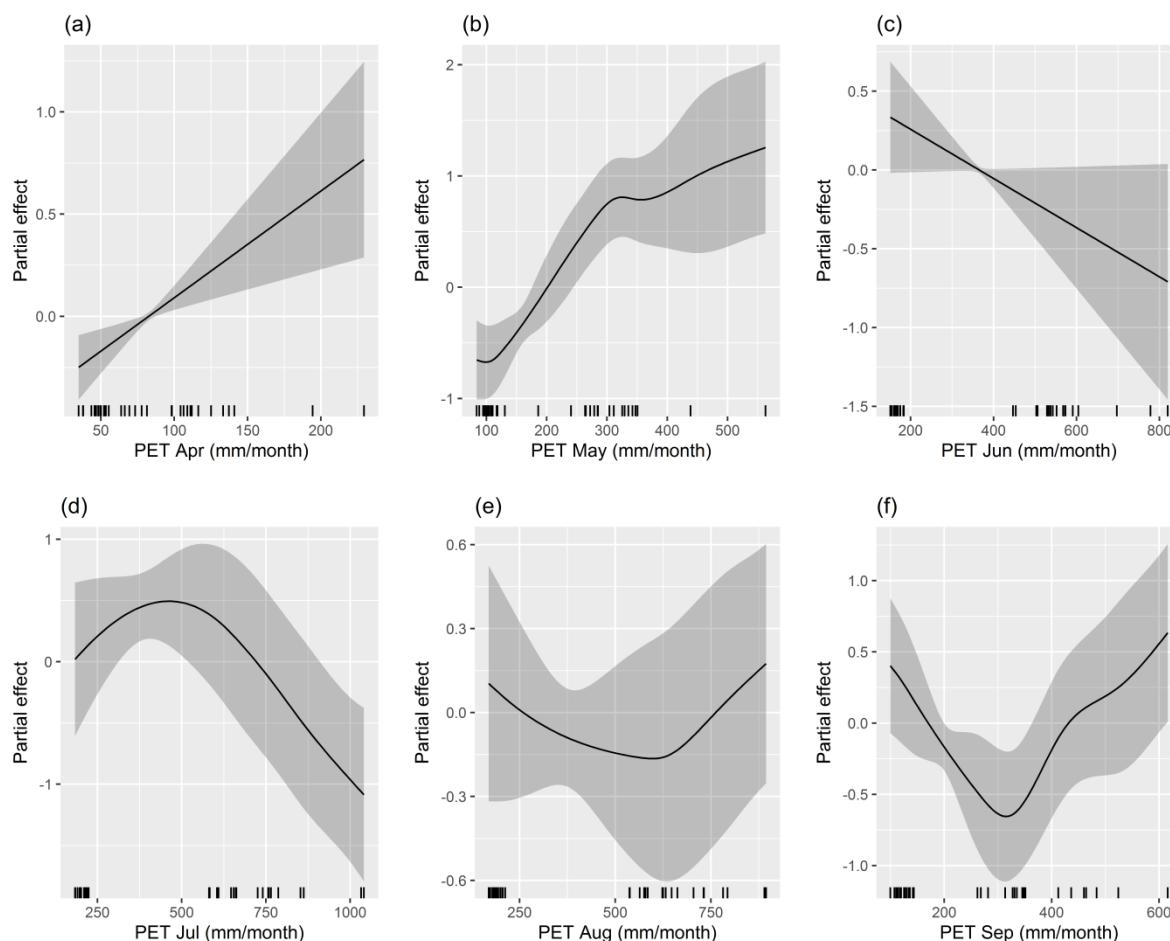 (a)
(b)
(c)
1.0
0.5
0.0
Partial effect
50
100
150
200
PET Apr (mm/month)
2
1
0
-1
Partial effect
100
200
300
400
500
PET May (mm/month)
0.5
0.0
-0.5
-1.0
-1.5
Partial effect
200
400
600
800
PET Jun (mm/month)
(d)
(e)
(f)
1
0
-1
Partial effect
250
500
750
1000
PET Jul (mm/month)
0.6
0.3
0.0
-0.3
-0.6
Partial effect
250
500
750
PET Aug (mm/month)
1.0
0.5
0.0
-0.5
-1.0
Partial effect
200
400
600
PET Sep (mm/month)